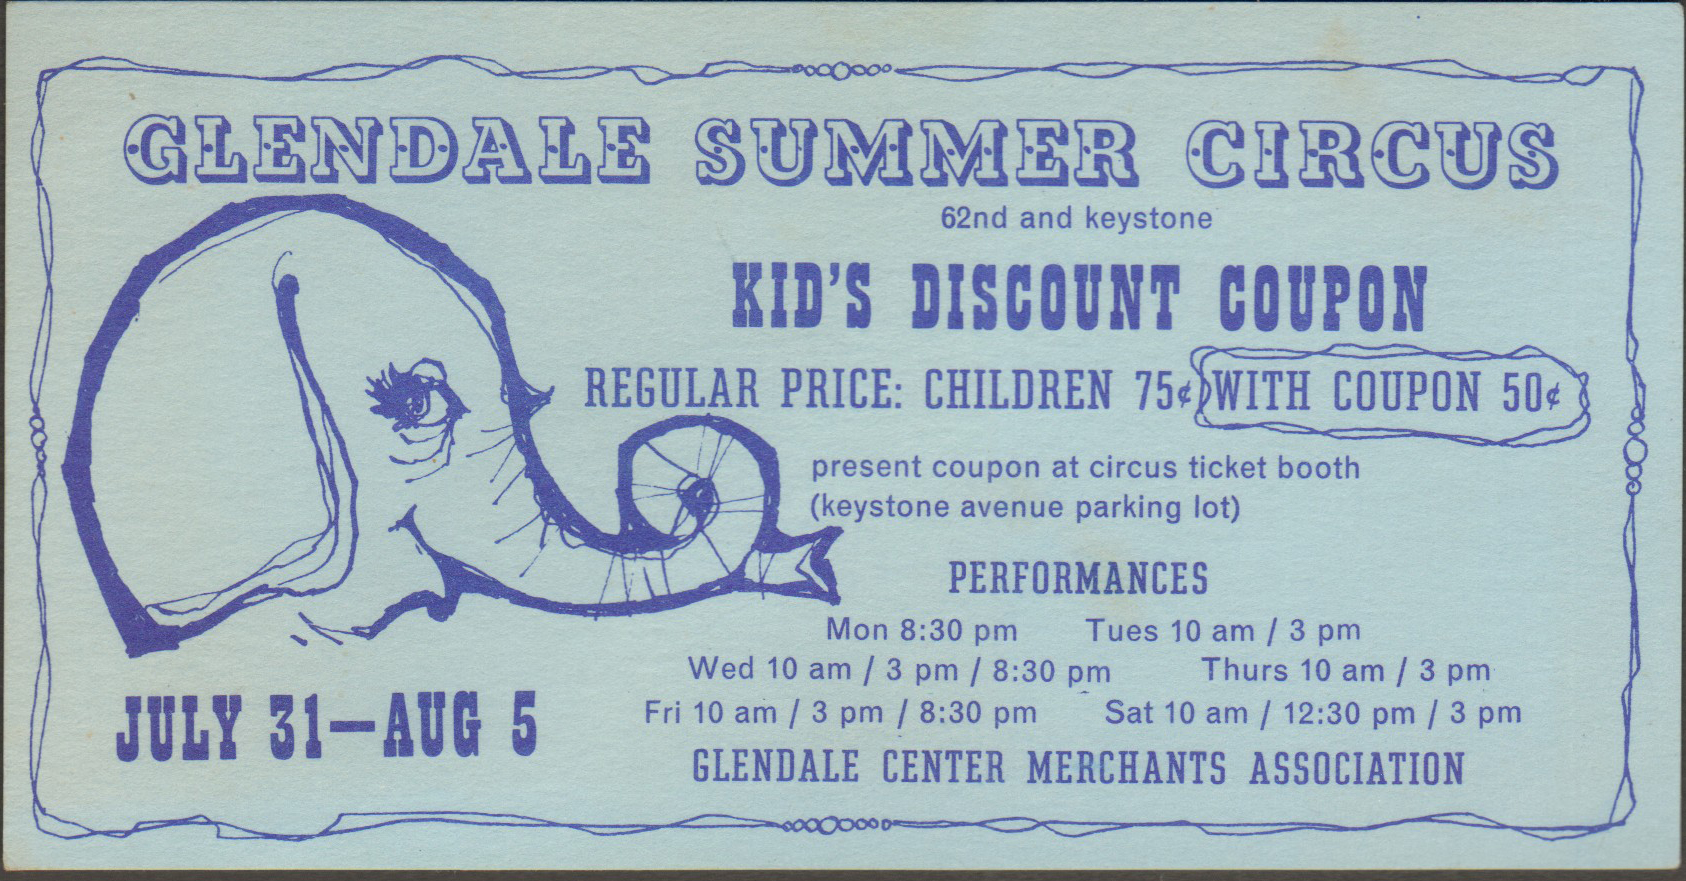 GLENDALE SUMMER CIRCUS
62nd and keystone
KID'S DISCOUNT COUPON
REGULAR PRICE: CHILDREN 75¢ WITH COUPON 50¢
present coupon at circus ticket booth
(keystone avenue parking lot)
PERFORMANCES
Mon 8:30 pm Tues 10 am / 3 pm
Wed 10 am / 3 pm / 8:30 pm Thurs 10 am / 3 pm
Fri 10 am / 3 pm / 8:30 pm Sat 10 am / 12:30 pm / 3 pm
JULY 31—AUG 5
GLENDALE CENTER MERCHANTS ASSOCIATION